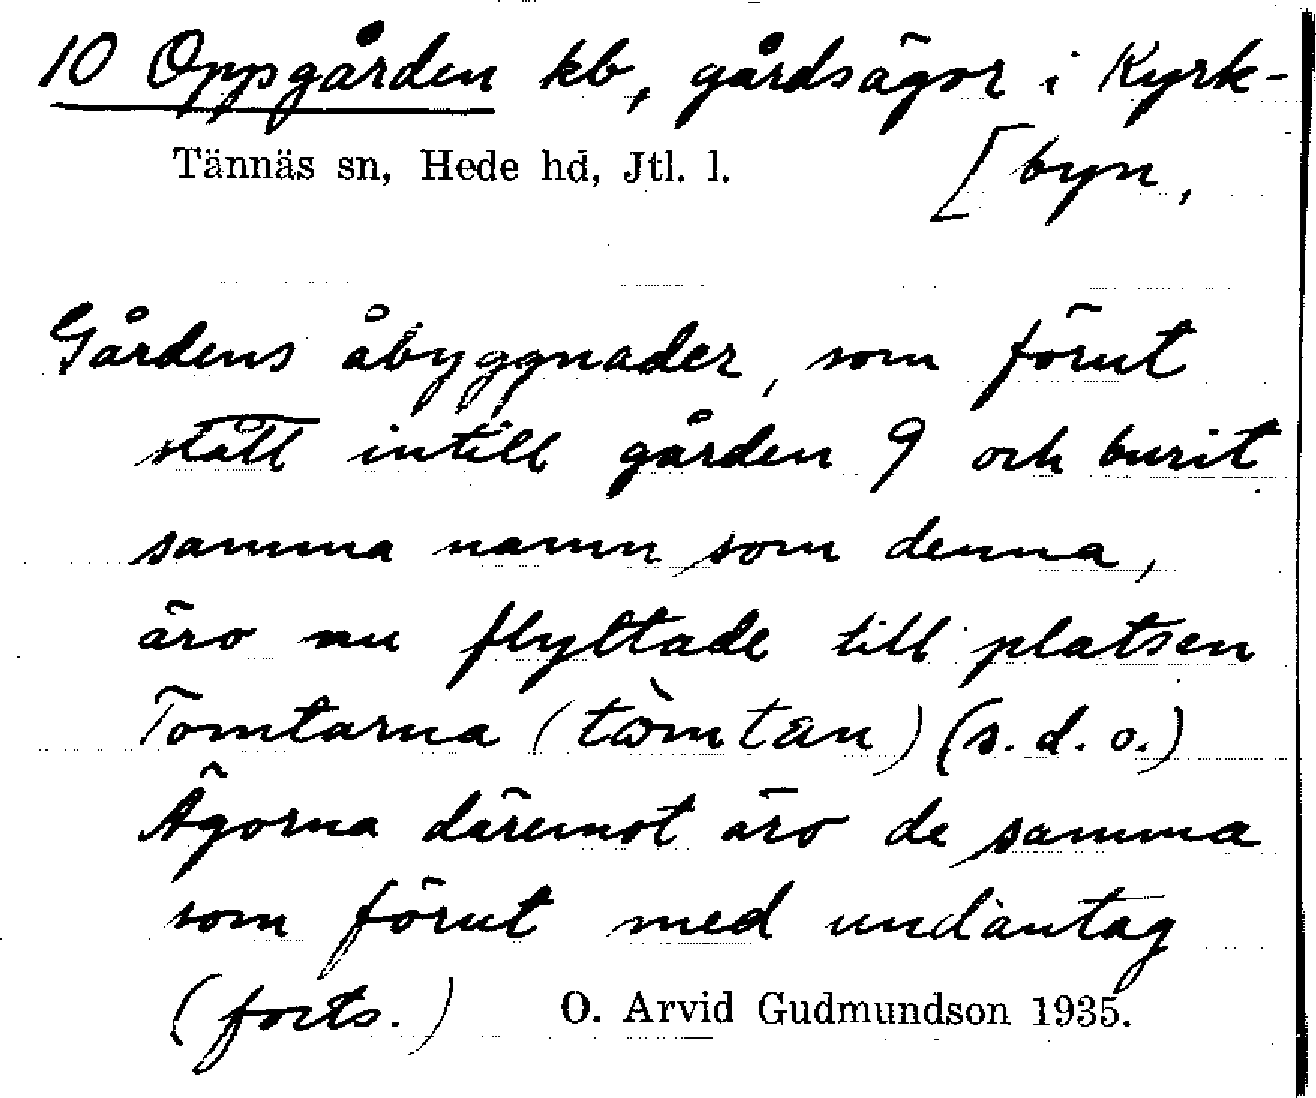 10 Oppgården kb, gårdsägor i Kyrk-
Tännäs sn, Hede hd, Jtl. l.
[byn,
Gårdens åbyggnader, som förut
stått intill gården 9 och burit
samma namn som denna,
äro nu flyttade till platsen
Tomtarna (tòmtan) (s. d. o.)
Ägorna däremot äro de samma
som förut med undantag
(forts.) O. Arvid Gudmundson 1935.